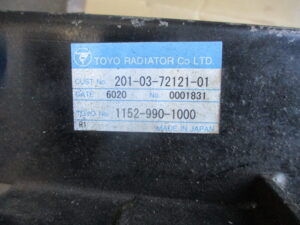 TOYO RADIATOR Co LTD.
CUST No. 201-03-72121-01
DATE 6020 No. 0001831
TOYO No. 1152-990-1000
R1 MADE IN JAPAN